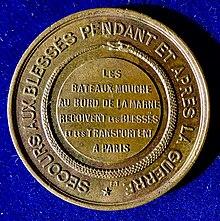 SECOURS AUX BLESSÉS PENDANT ET APRÈS LA GUERRE
LES
BATEAUX-MOUCHE
AU BORD DE LA MARNE
REÇOIVENT LES BLESSÉS
ET LES TRANSPORTENT
A PARIS